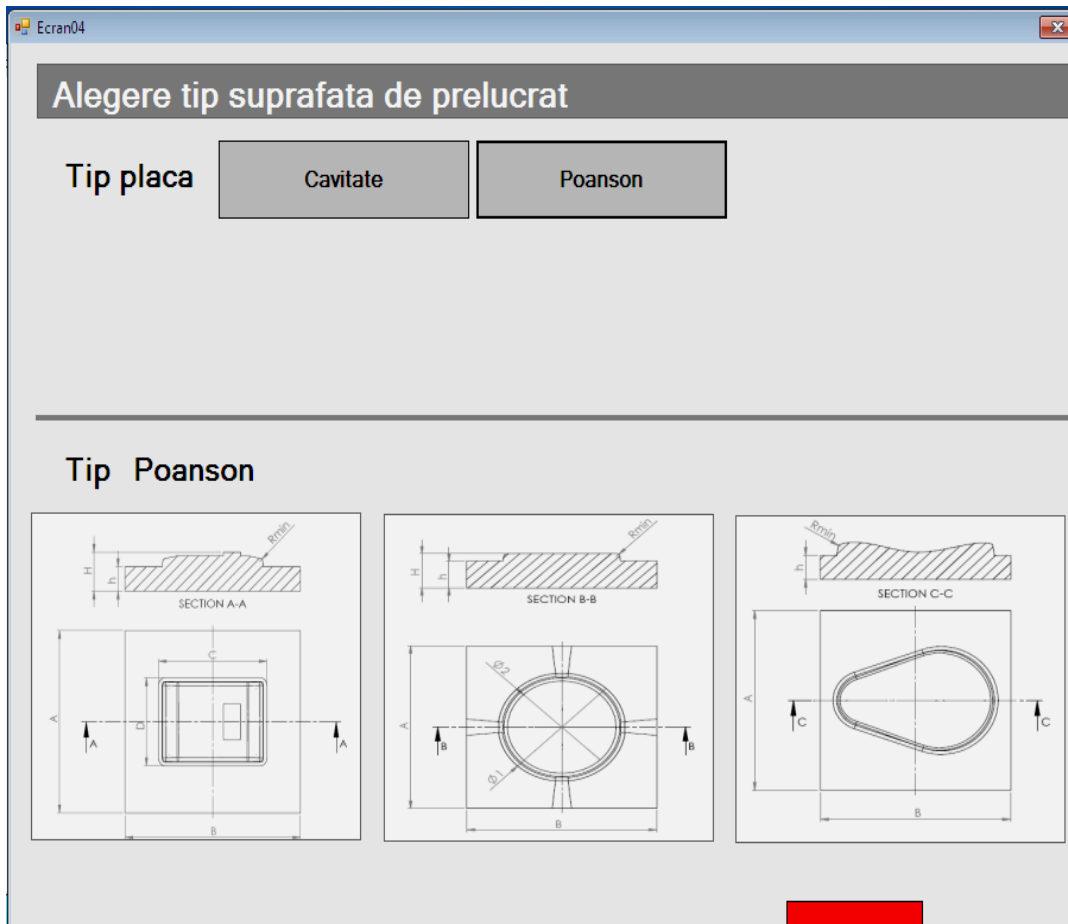 Ecran04
Alegere tip suprafata de prelucrat
Tip placa
Cavitate
Poanson
Tip Poanson
Rmin
H
h
SECTION A-A
C
A
D
A
A
B
Rmin
H
h
SECTION B-B
Ø2
A
B
B
Ø1
B
Rmin
h
SECTION C-C
A
C
C
B